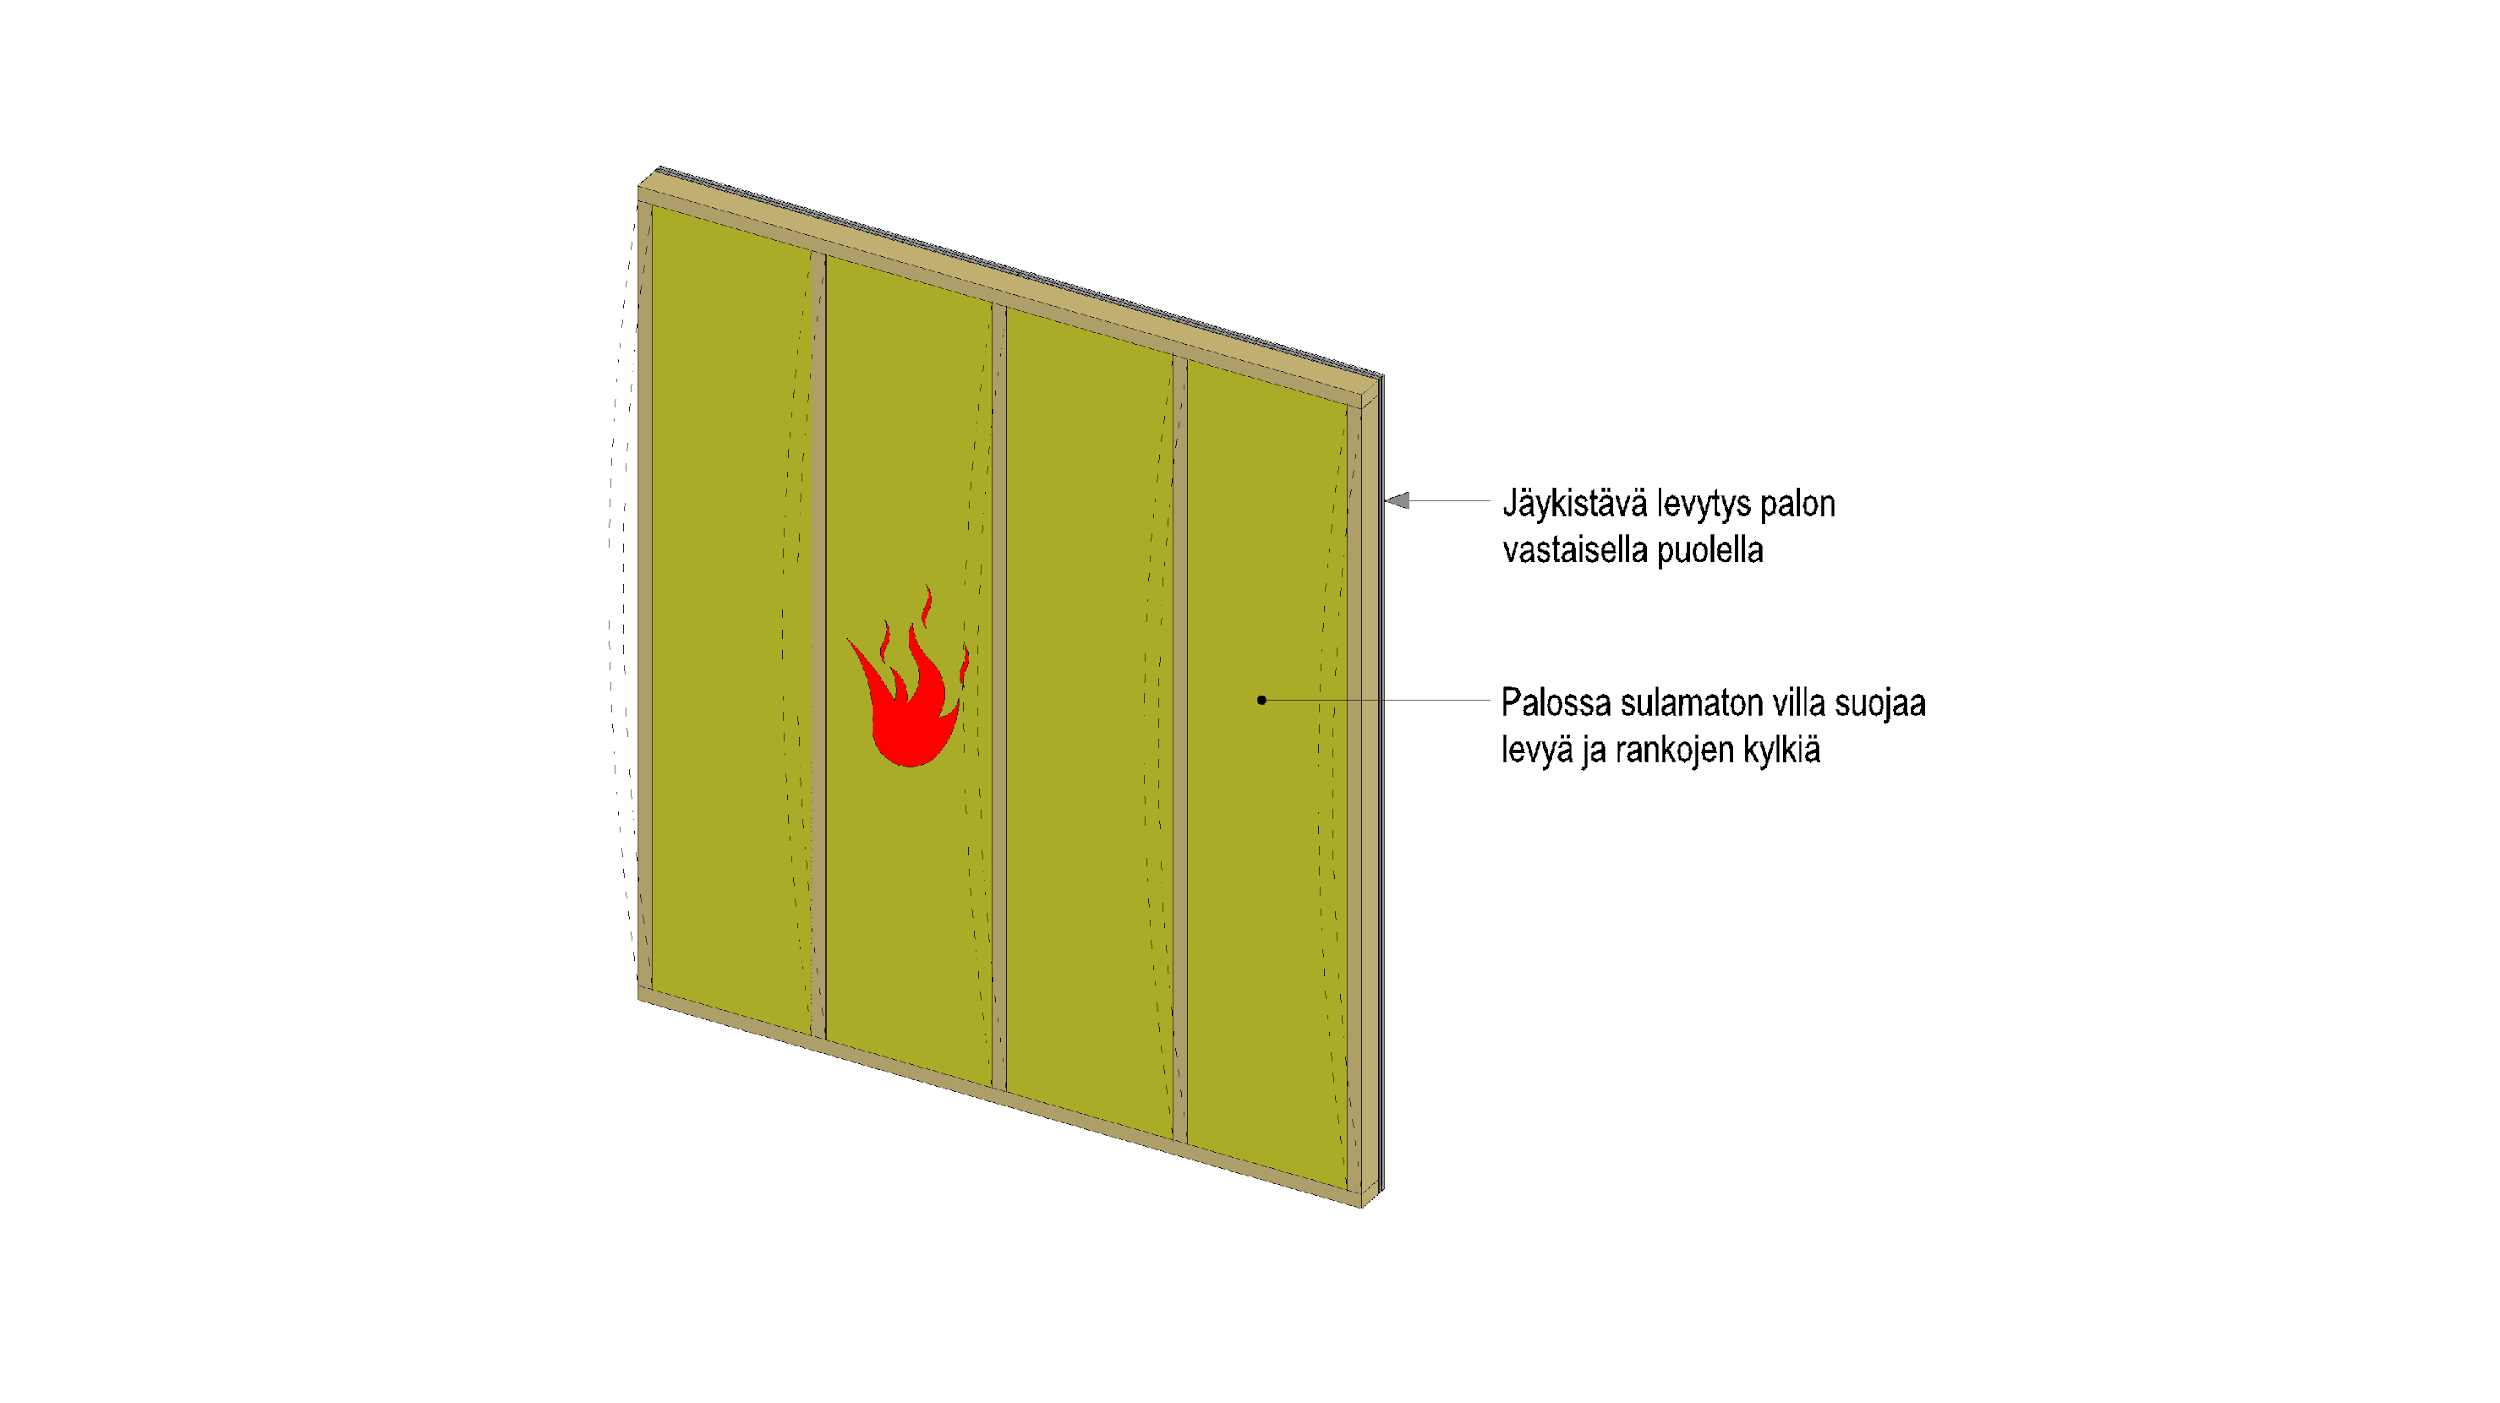 Jäykistävä levytys palon
vastaisella puolella
Palossa sulamaton villa suojaa
levyä ja rankojen kylkiä